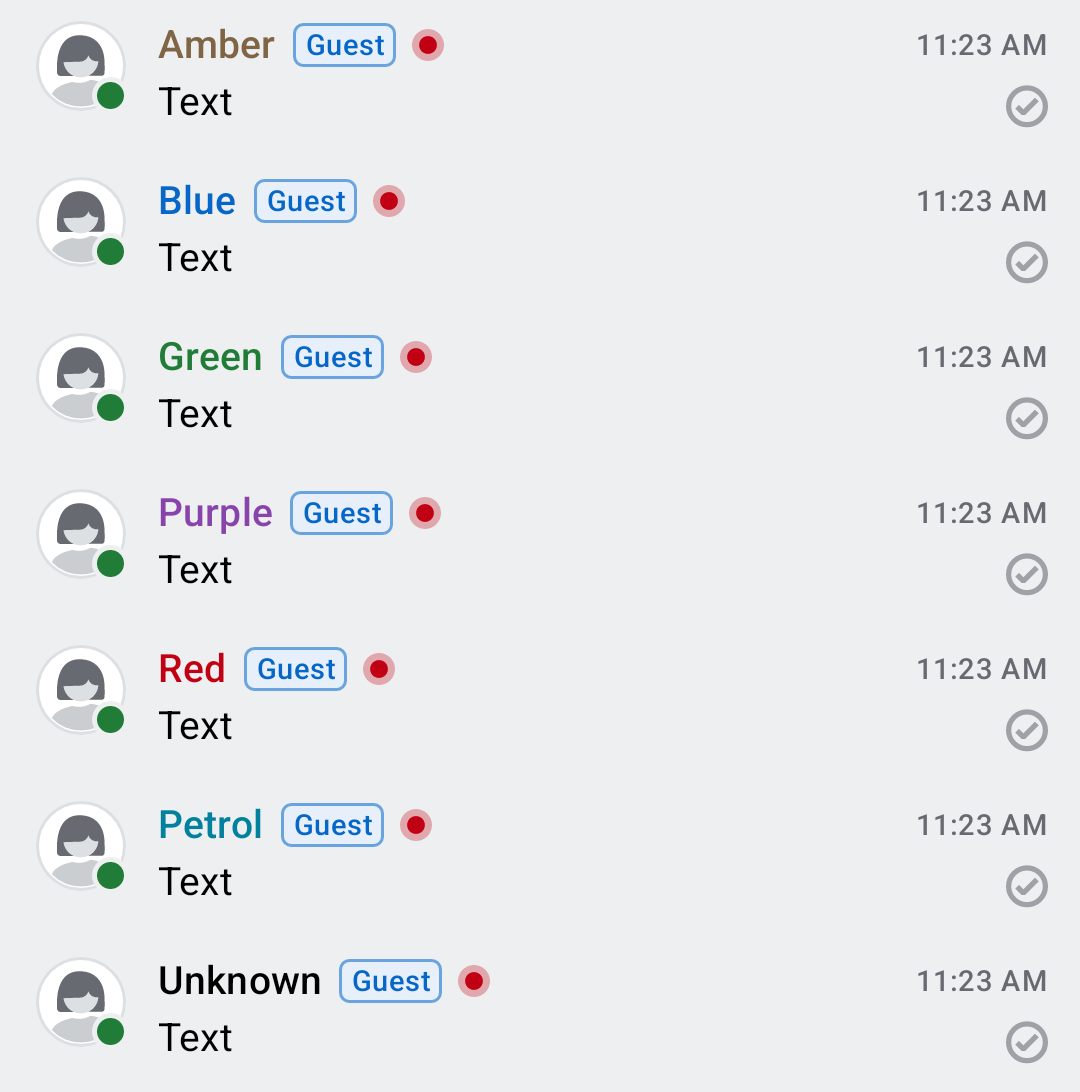 Amber Guest 11:23 AM
Text
Blue Guest 11:23 AM
Text
Green Guest 11:23 AM
Text
Purple Guest 11:23 AM
Text
Red Guest 11:23 AM
Text
Petrol Guest 11:23 AM
Text
Unknown Guest 11:23 AM
Text